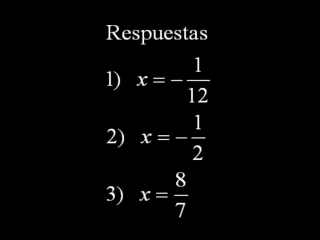 Respuestas
1) x = -1/12
2) x = -1/2
3) x = 8/7